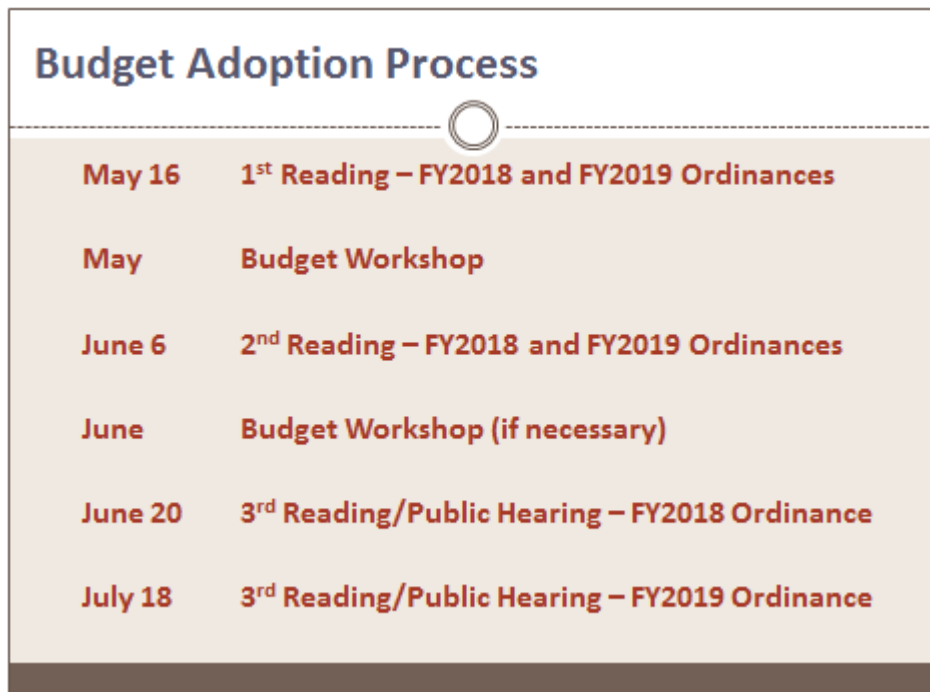 Budget Adoption Process
May 16 1st Reading – FY2018 and FY2019 Ordinances
May Budget Workshop
June 6 2nd Reading – FY2018 and FY2019 Ordinances
June Budget Workshop (if necessary)
June 20 3rd Reading/Public Hearing – FY2018 Ordinance
July 18 3rd Reading/Public Hearing – FY2019 Ordinance